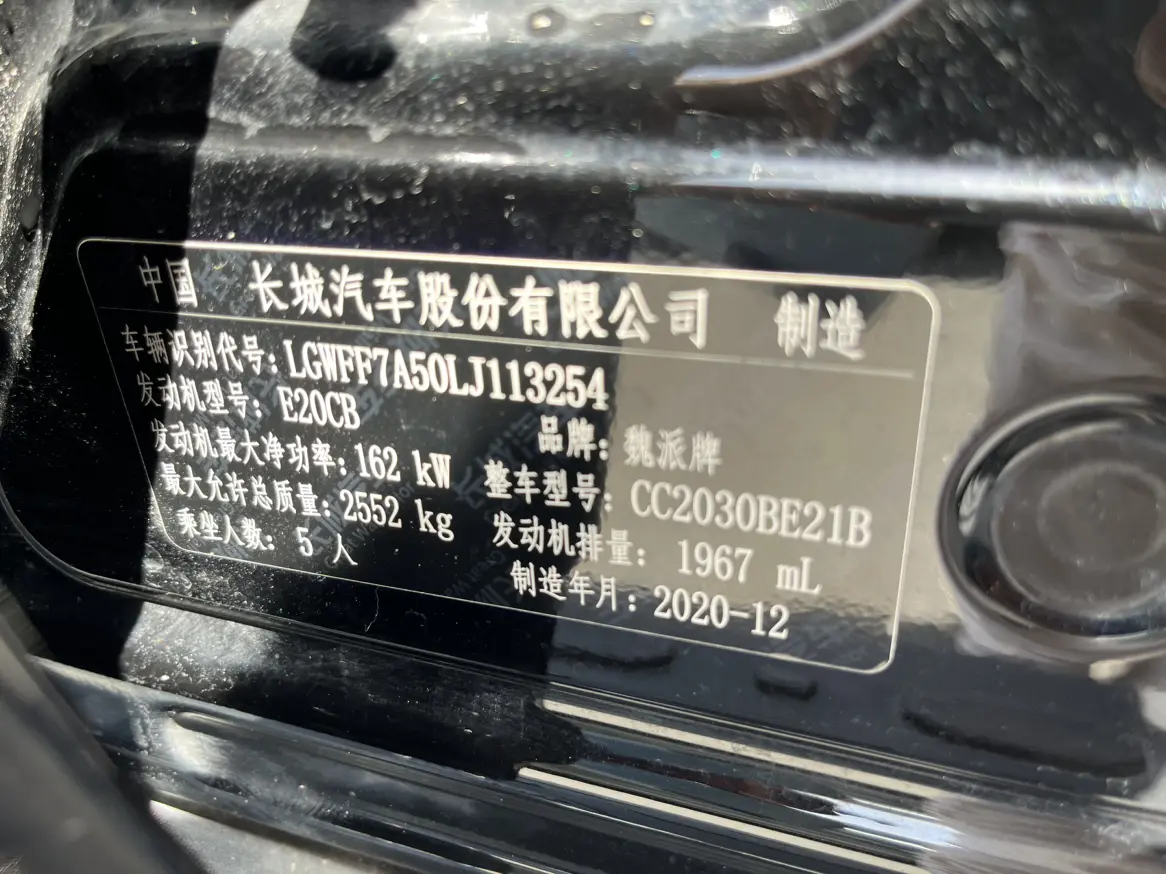 中国 长城汽车股份有限公司 制造
车辆识别代号:LGWFF7A50LJ113254
发动机型号: E20CB
品牌: 魏派牌
发动机最大净功率:162 kW
整车型号: CC2030BE21B
最大允许总质量:2552 kg
发动机排量: 1967 mL
乘坐人数: 5 人
制造年月:2020-12